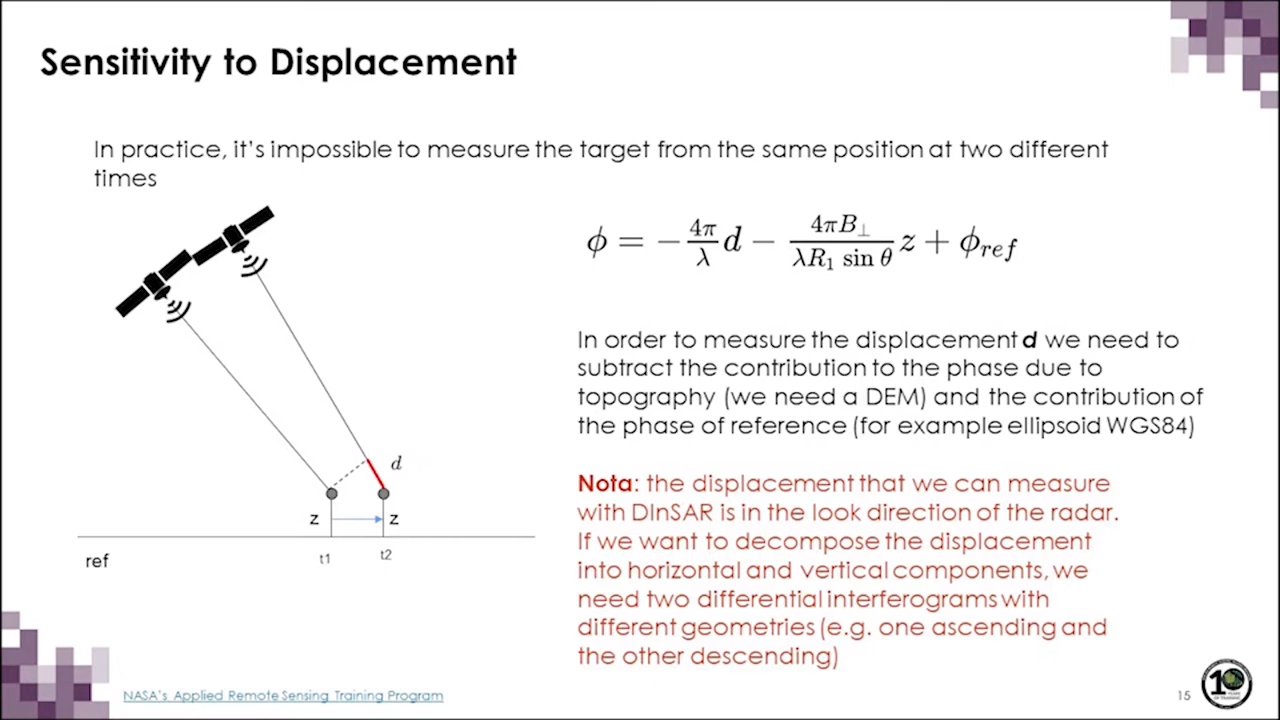 Sensitivity to Displacement
In practice, it's impossible to measure the target from the same position at two different
times
ϕ = −4π/λ d − 4πB⊥/λR₁ sin θ z + ϕref
In order to measure the displacement d we need to
subtract the contribution to the phase due to
topography (we need a DEM) and the contribution of
the phase of reference (for example ellipsoid WGS84)
d
z
z
ref
t1
t2
Nota: the displacement that we can measure
with DInSAR is in the look direction of the radar.
If we want to decompose the displacement
into horizontal and vertical components, we
need two differential interferograms with
different geometries (e.g. one ascending and
the other descending)
NASA's Applied Remote Sensing Training Program
15